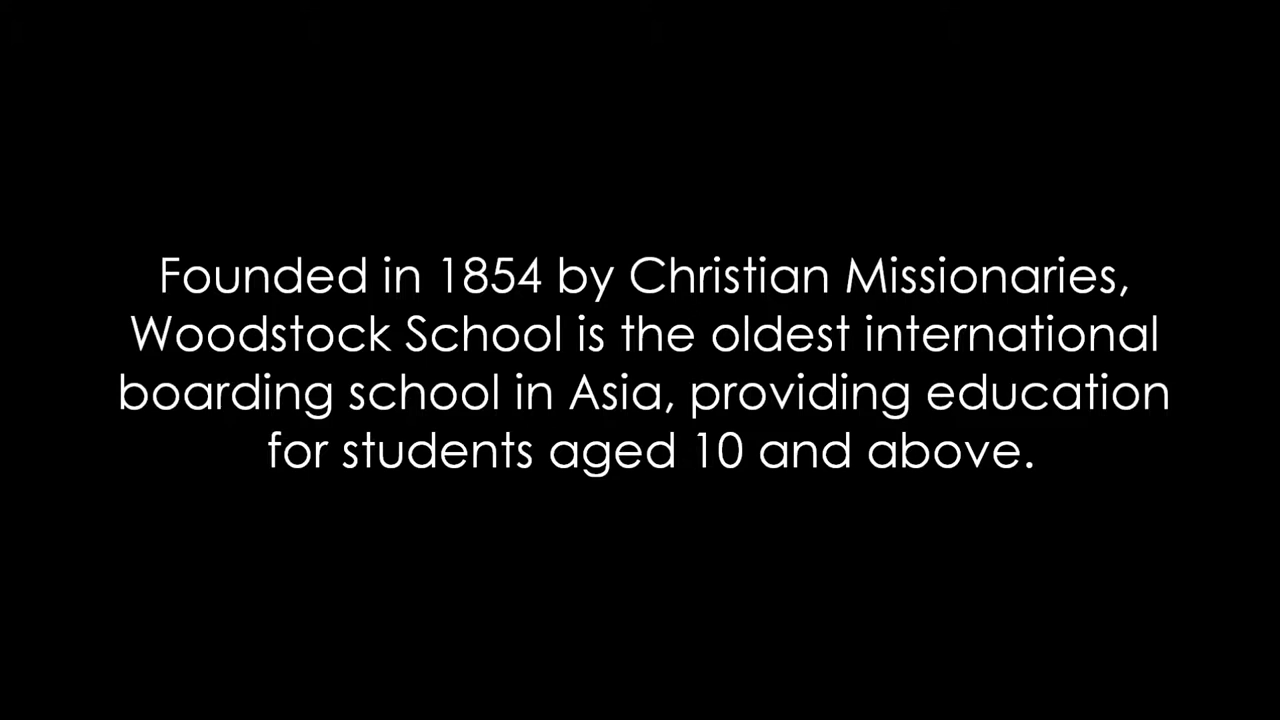 Founded in 1854 by Christian Missionaries,
Woodstock School is the oldest international
boarding school in Asia, providing education
for students aged 10 and above.